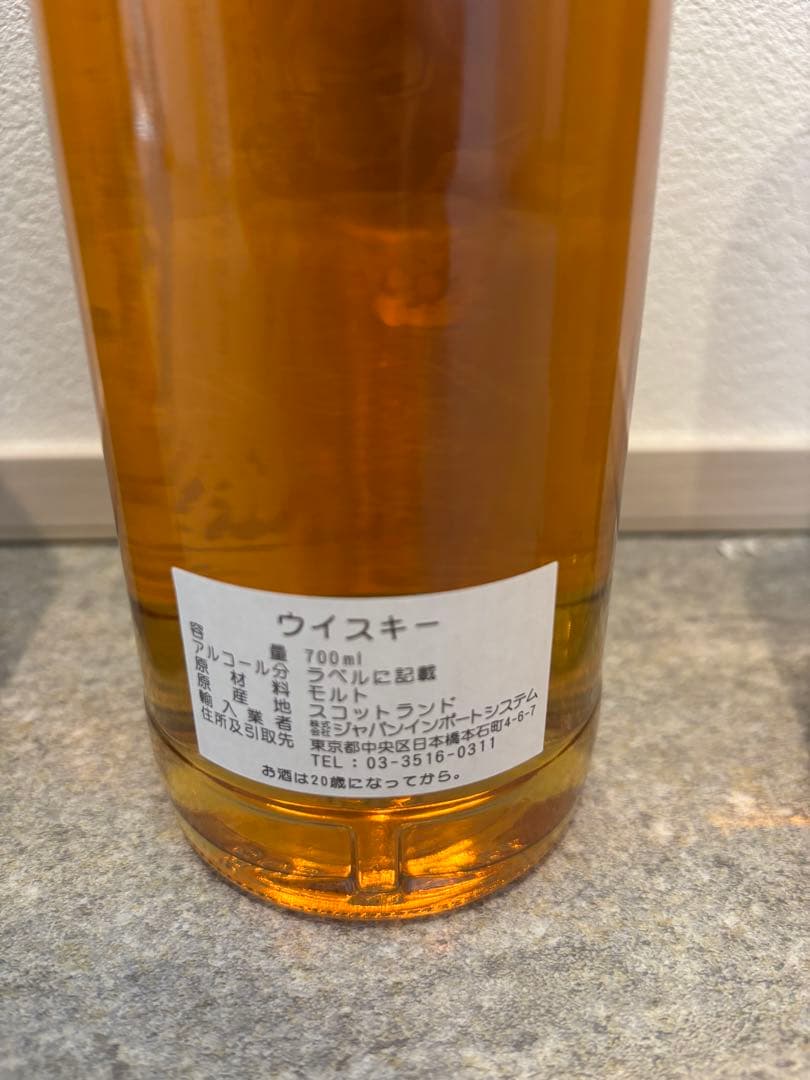 ウイスキー
容量 700ml
アルコール分 ラベルに記載
原材料 モルト
原産地 スコットランド
輸入業者 株式会社ジャパンインポートシステム
住所及引取先 東京都中央区日本橋本石町4-6-7
TEL：03-3516-0311
お酒は20歳になってから。